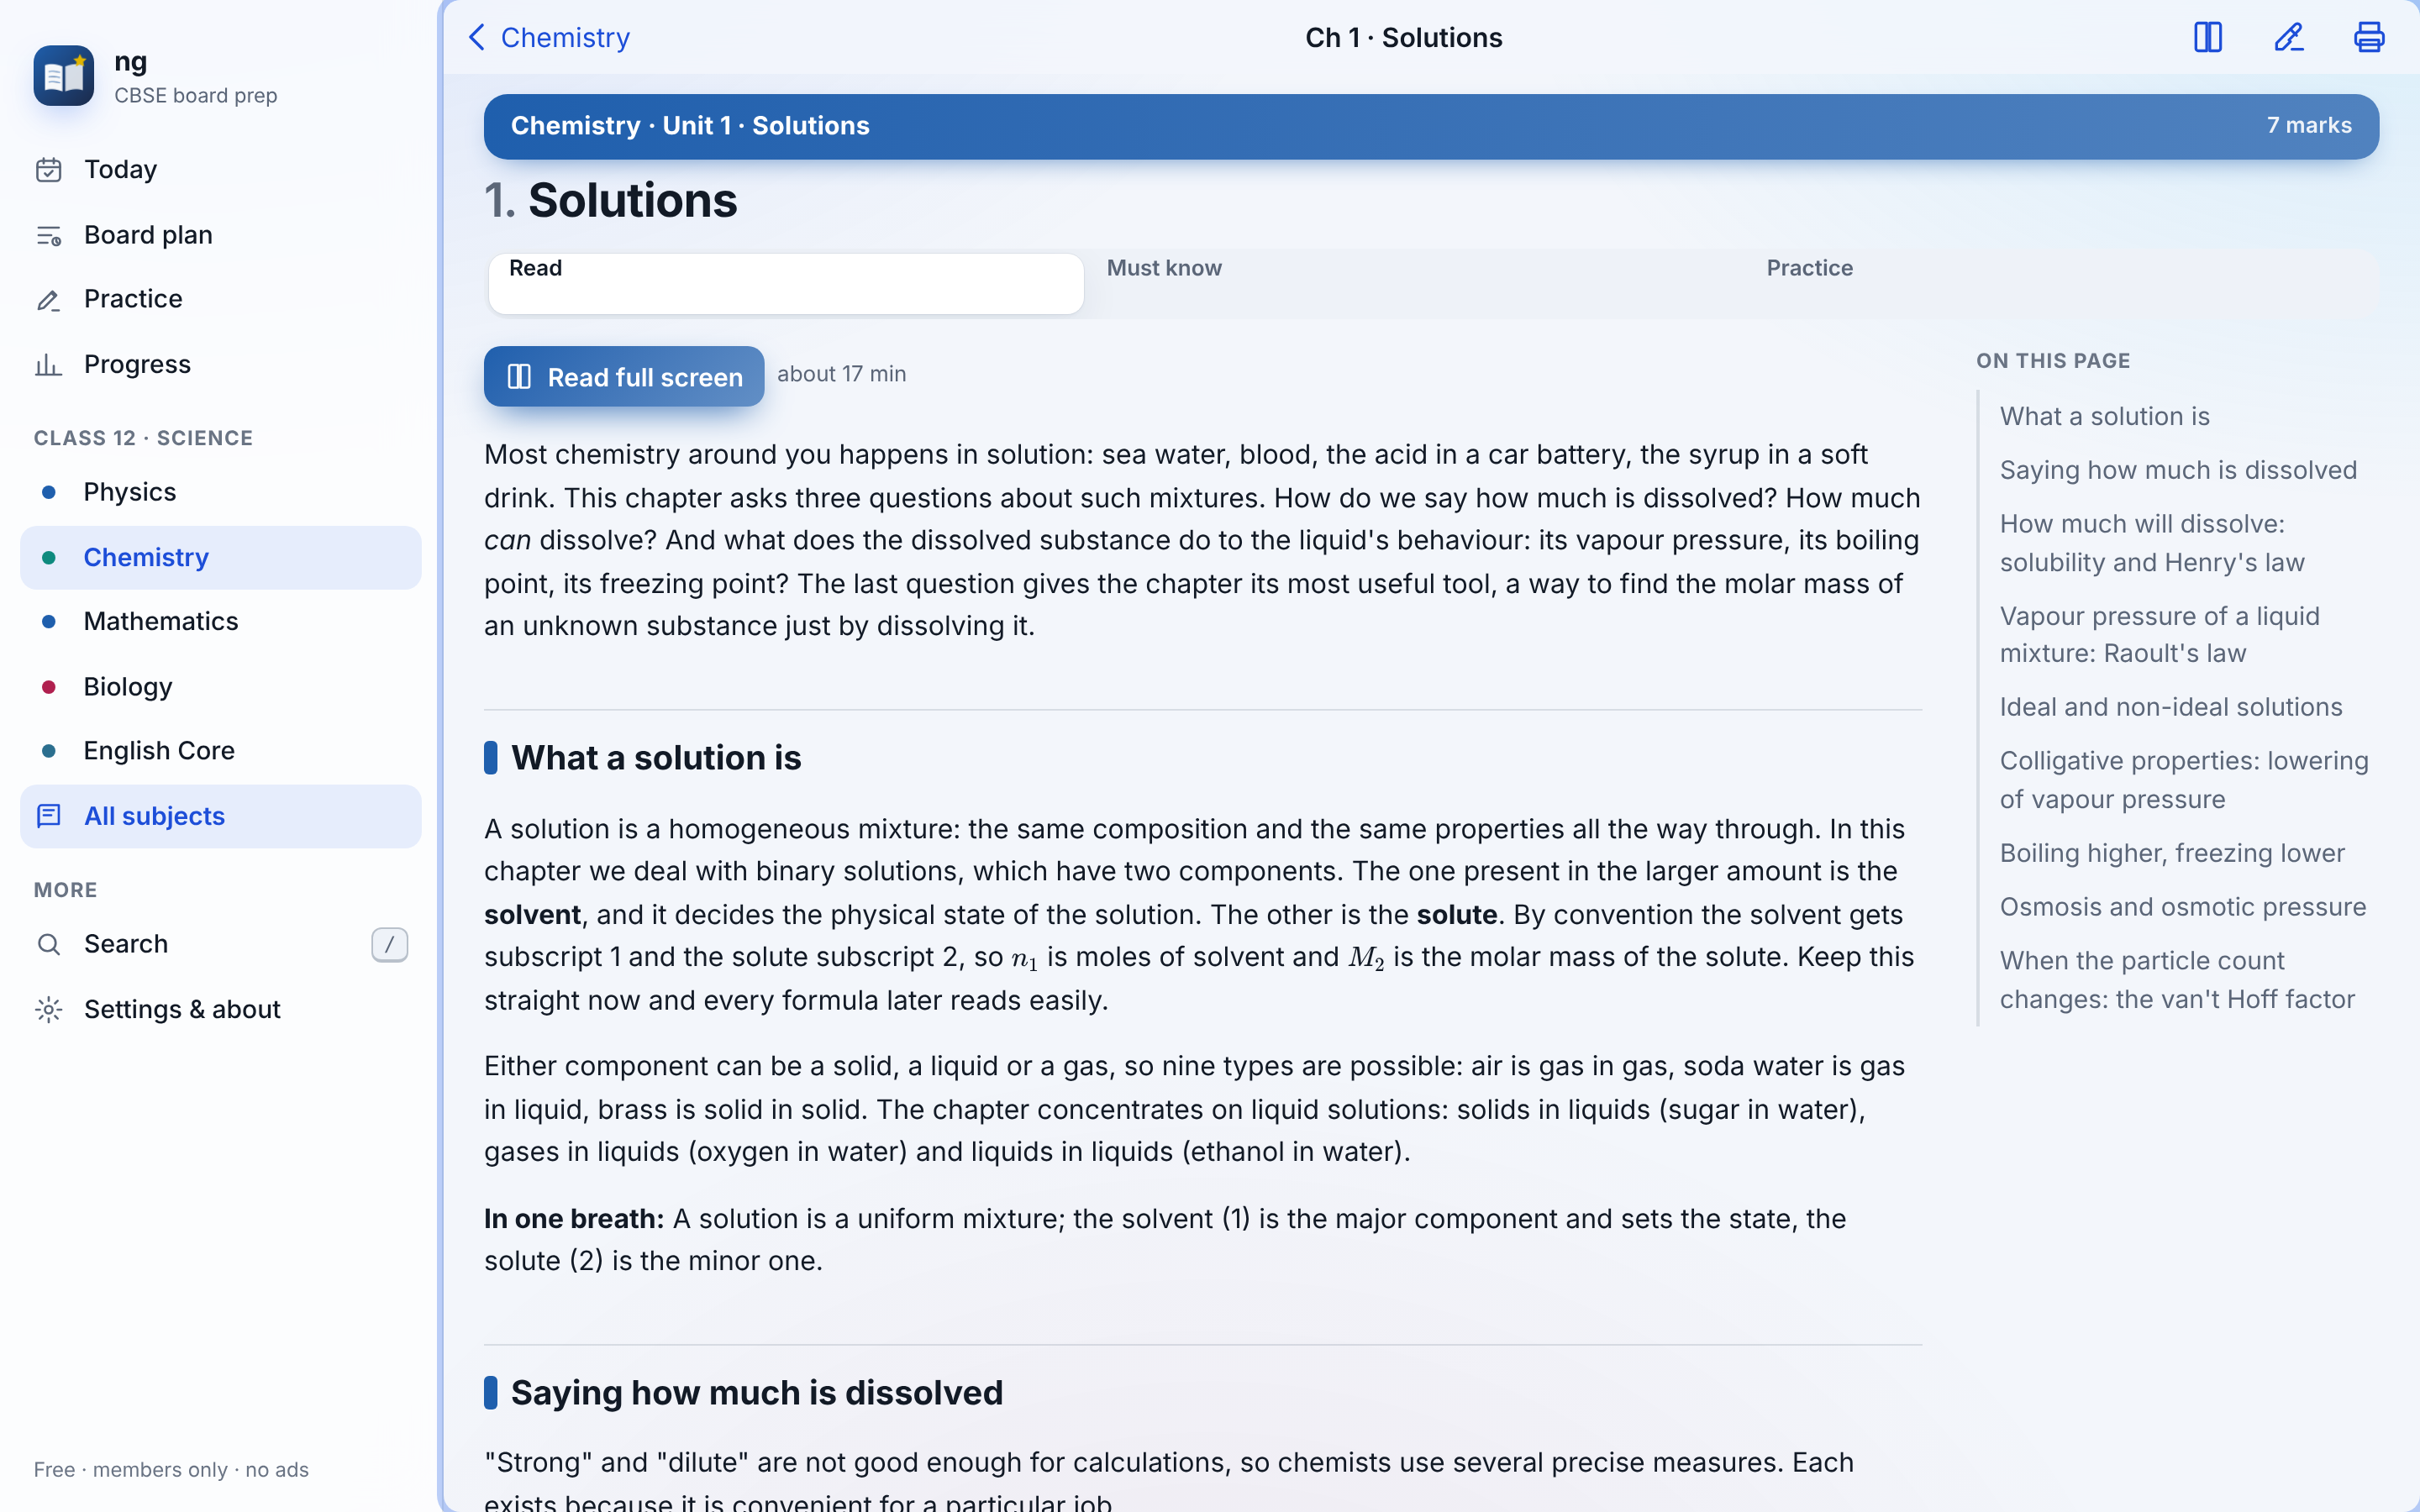 ng
CBSE board prep
Today
Board plan
Practice
Progress
CLASS 12 · SCIENCE
Physics
Chemistry
Mathematics
Biology
English Core
All subjects
MORE
Search
/
Settings & about
Free · members only · no ads
Chemistry
Ch 1 · Solutions
Chemistry · Unit 1 · Solutions
7 marks
1. Solutions
Read
Must know
Practice
Read full screen
about 17 min
Most chemistry around you happens in solution: sea water, blood, the acid in a car battery, the syrup in a soft
drink. This chapter asks three questions about such mixtures. How do we say how much is dissolved? How much
can dissolve? And what does the dissolved substance do to the liquid's behaviour: its vapour pressure, its boiling
point, its freezing point? The last question gives the chapter its most useful tool, a way to find the molar mass of
an unknown substance just by dissolving it.
What a solution is
A solution is a homogeneous mixture: the same composition and the same properties all the way through. In this
chapter we deal with binary solutions, which have two components. The one present in the larger amount is the
solvent, and it decides the physical state of the solution. The other is the solute. By convention the solvent gets
subscript 1 and the solute subscript 2, so n₁ is moles of solvent and M₂ is the molar mass of the solute. Keep this
straight now and every formula later reads easily.
Either component can be a solid, a liquid or a gas, so nine types are possible: air is gas in gas, soda water is gas
in liquid, brass is solid in solid. The chapter concentrates on liquid solutions: solids in liquids (sugar in water),
gases in liquids (oxygen in water) and liquids in liquids (ethanol in water).
In one breath: A solution is a uniform mixture; the solvent (1) is the major component and sets the state, the
solute (2) is the minor one.
Saying how much is dissolved
"Strong" and "dilute" are not good enough for calculations, so chemists use several precise measures. Each
exists because it is convenient for a particular job
ON THIS PAGE
What a solution is
Saying how much is dissolved
How much will dissolve:
solubility and Henry's law
Vapour pressure of a liquid
mixture: Raoult's law
Ideal and non-ideal solutions
Colligative properties: lowering
of vapour pressure
Boiling higher, freezing lower
Osmosis and osmotic pressure
When the particle count
changes: the van't Hoff factor